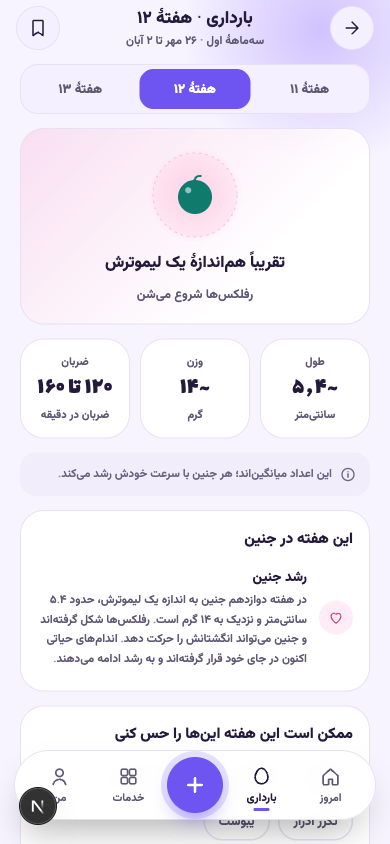 بارداری · هفتهٔ ۱۲
سه‌ماههٔ اول · ۲۶ مهر تا ۲ آبان
هفتهٔ ۱۱
هفتهٔ ۱۲
هفتهٔ ۱۳
تقریباً هم‌اندازهٔ یک لیموترش
رفلکس‌ها شروع می‌شن
طول
~۵٫۴
سانتی‌متر
وزن
~۱۴
گرم
ضربان
۱۲۰ تا ۱۶۰
ضربان در دقیقه
این اعداد میانگین‌اند؛ هر جنین با سرعت خودش رشد می‌کند.
این هفته در جنین
رشد جنین
در هفته دوازدهم جنین به اندازه یک لیموترش، حدود ۵.۴
سانتی‌متر و نزدیک به ۱۴ گرم است. رفلکس‌ها شکل گرفته‌اند
و جنین می‌تواند انگشتانش را حرکت دهد. اندام‌های حیاتی
اکنون در جای خود قرار گرفته‌اند و به رشد ادامه می‌دهند.
ممکن است این هفته این‌ها را حس کنی
تکرر ادرار
یبوست
امروز
بارداری
خدمات
من
N